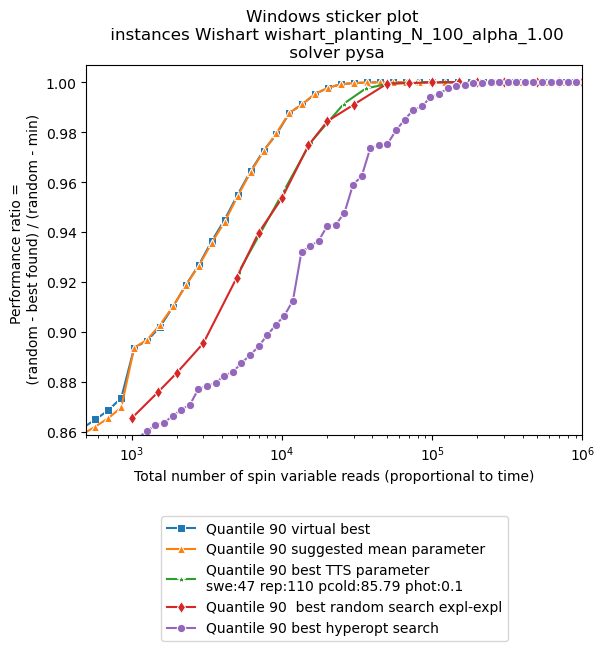 Windows sticker plot
instances Wishart wishart_planting_N_100_alpha_1.00
solver pysa
Performance ratio =
(random - best found) / (random - min)
1.00
0.98
0.96
0.94
0.92
0.90
0.88
0.86
10³ 10⁴ 10⁵ 10⁶
Total number of spin variable reads (proportional to time)
Quantile 90 virtual best
Quantile 90 suggested mean parameter
Quantile 90 best TTS parameter
swe:47 rep:110 pcold:85.79 phot:0.1
Quantile 90  best random search expl-expl
Quantile 90 best hyperopt search